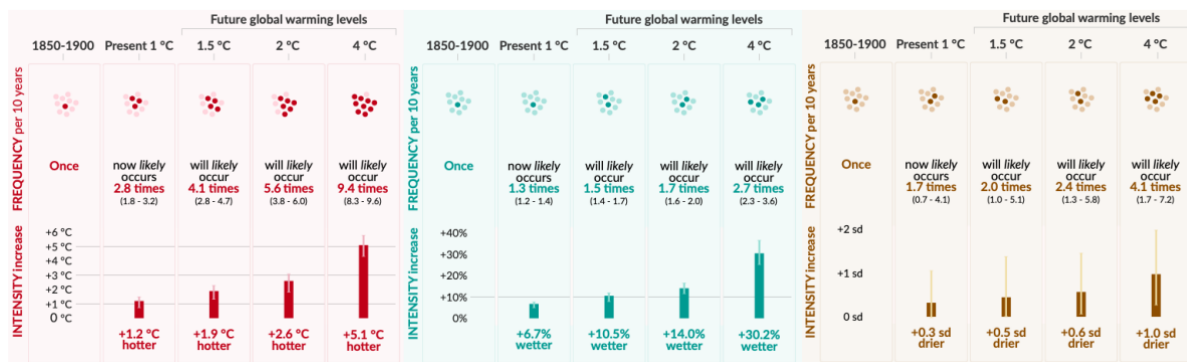 Future global warming levels
1850-1900 Present 1 °C 1.5 °C 2 °C 4 °C
FREQUENCY per 10 years
Once
now likely occurs 2.8 times (1.8 - 3.2)
will likely occur 4.1 times (2.8 - 4.7)
will likely occur 5.6 times (3.8 - 6.0)
will likely occur 9.4 times (8.3 - 9.6)
INTENSITY increase
+6 °C
+5 °C
+4 °C
+3 °C
+2 °C
+1 °C
0 °C
+1.2 °C hotter
+1.9 °C hotter
+2.6 °C hotter
+5.1 °C hotter
Future global warming levels
1850-1900 Present 1 °C 1.5 °C 2 °C 4 °C
FREQUENCY per 10 years
Once
now likely occurs 1.3 times (1.2 - 1.4)
will likely occur 1.5 times (1.4 - 1.7)
will likely occur 1.7 times (1.6 - 2.0)
will likely occur 2.7 times (2.3 - 3.6)
INTENSITY increase
+40%
+30%
+20%
+10%
0%
+6.7% wetter
+10.5% wetter
+14.0% wetter
+30.2% wetter
Future global warming levels
1850-1900 Present 1 °C 1.5 °C 2 °C 4 °C
FREQUENCY per 10 years
Once
now likely occurs 1.7 times (0.7 - 4.1)
will likely occur 2.0 times (1.0 - 5.1)
will likely occur 2.4 times (1.3 - 5.8)
will likely occur 4.1 times (1.7 - 7.2)
INTENSITY increase
+2 sd
+1 sd
0 sd
+0.3 sd drier
+0.5 sd drier
+0.6 sd drier
+1.0 sd drier